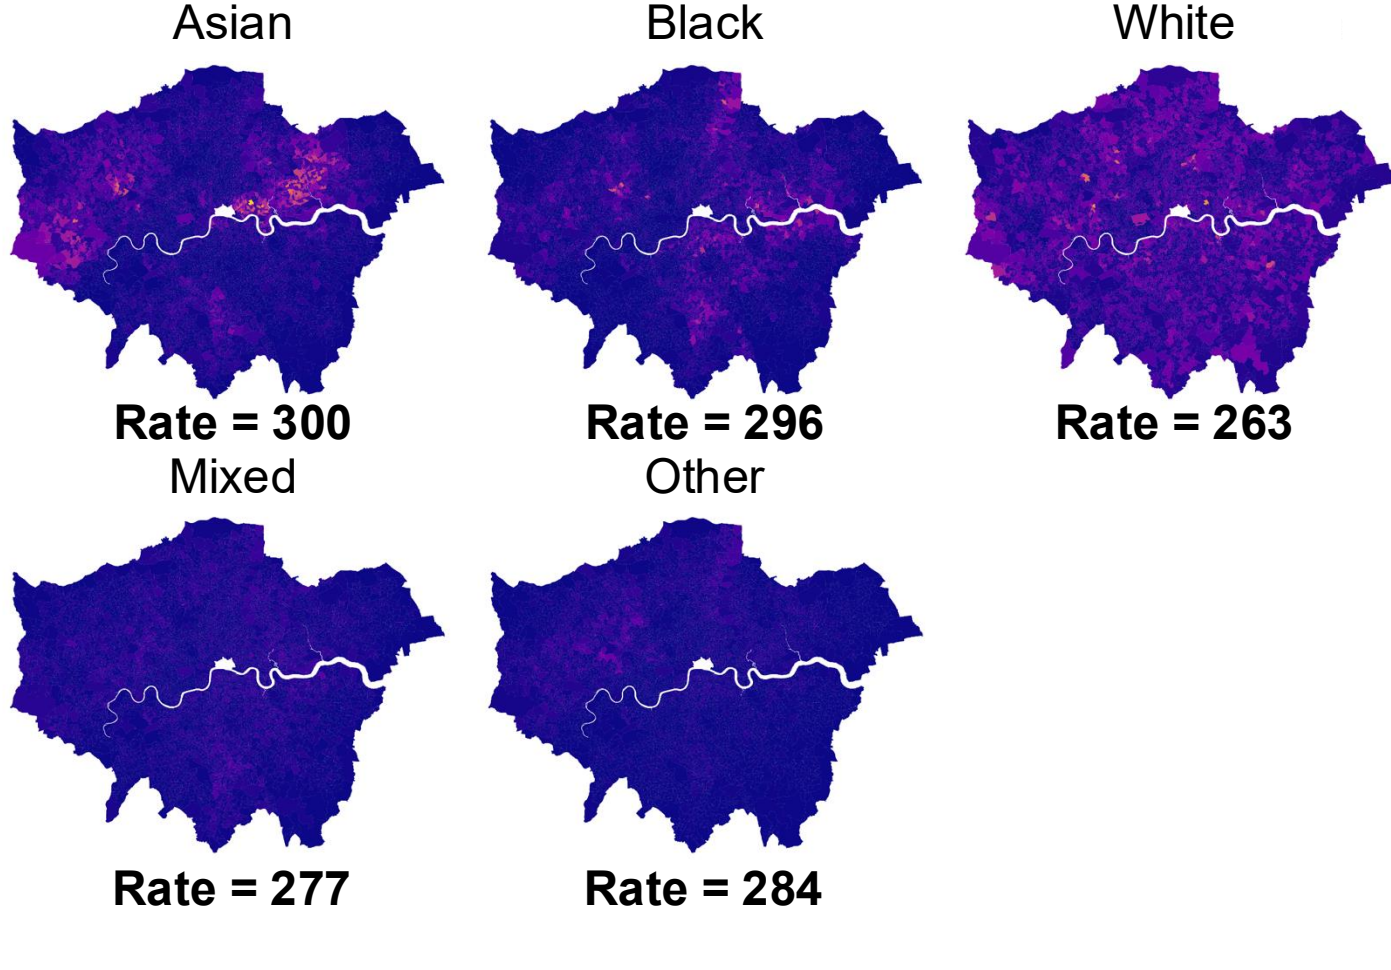 Asian
Black
White
Rate = 300
Rate = 296
Rate = 263
Mixed
Other
Rate = 277
Rate = 284